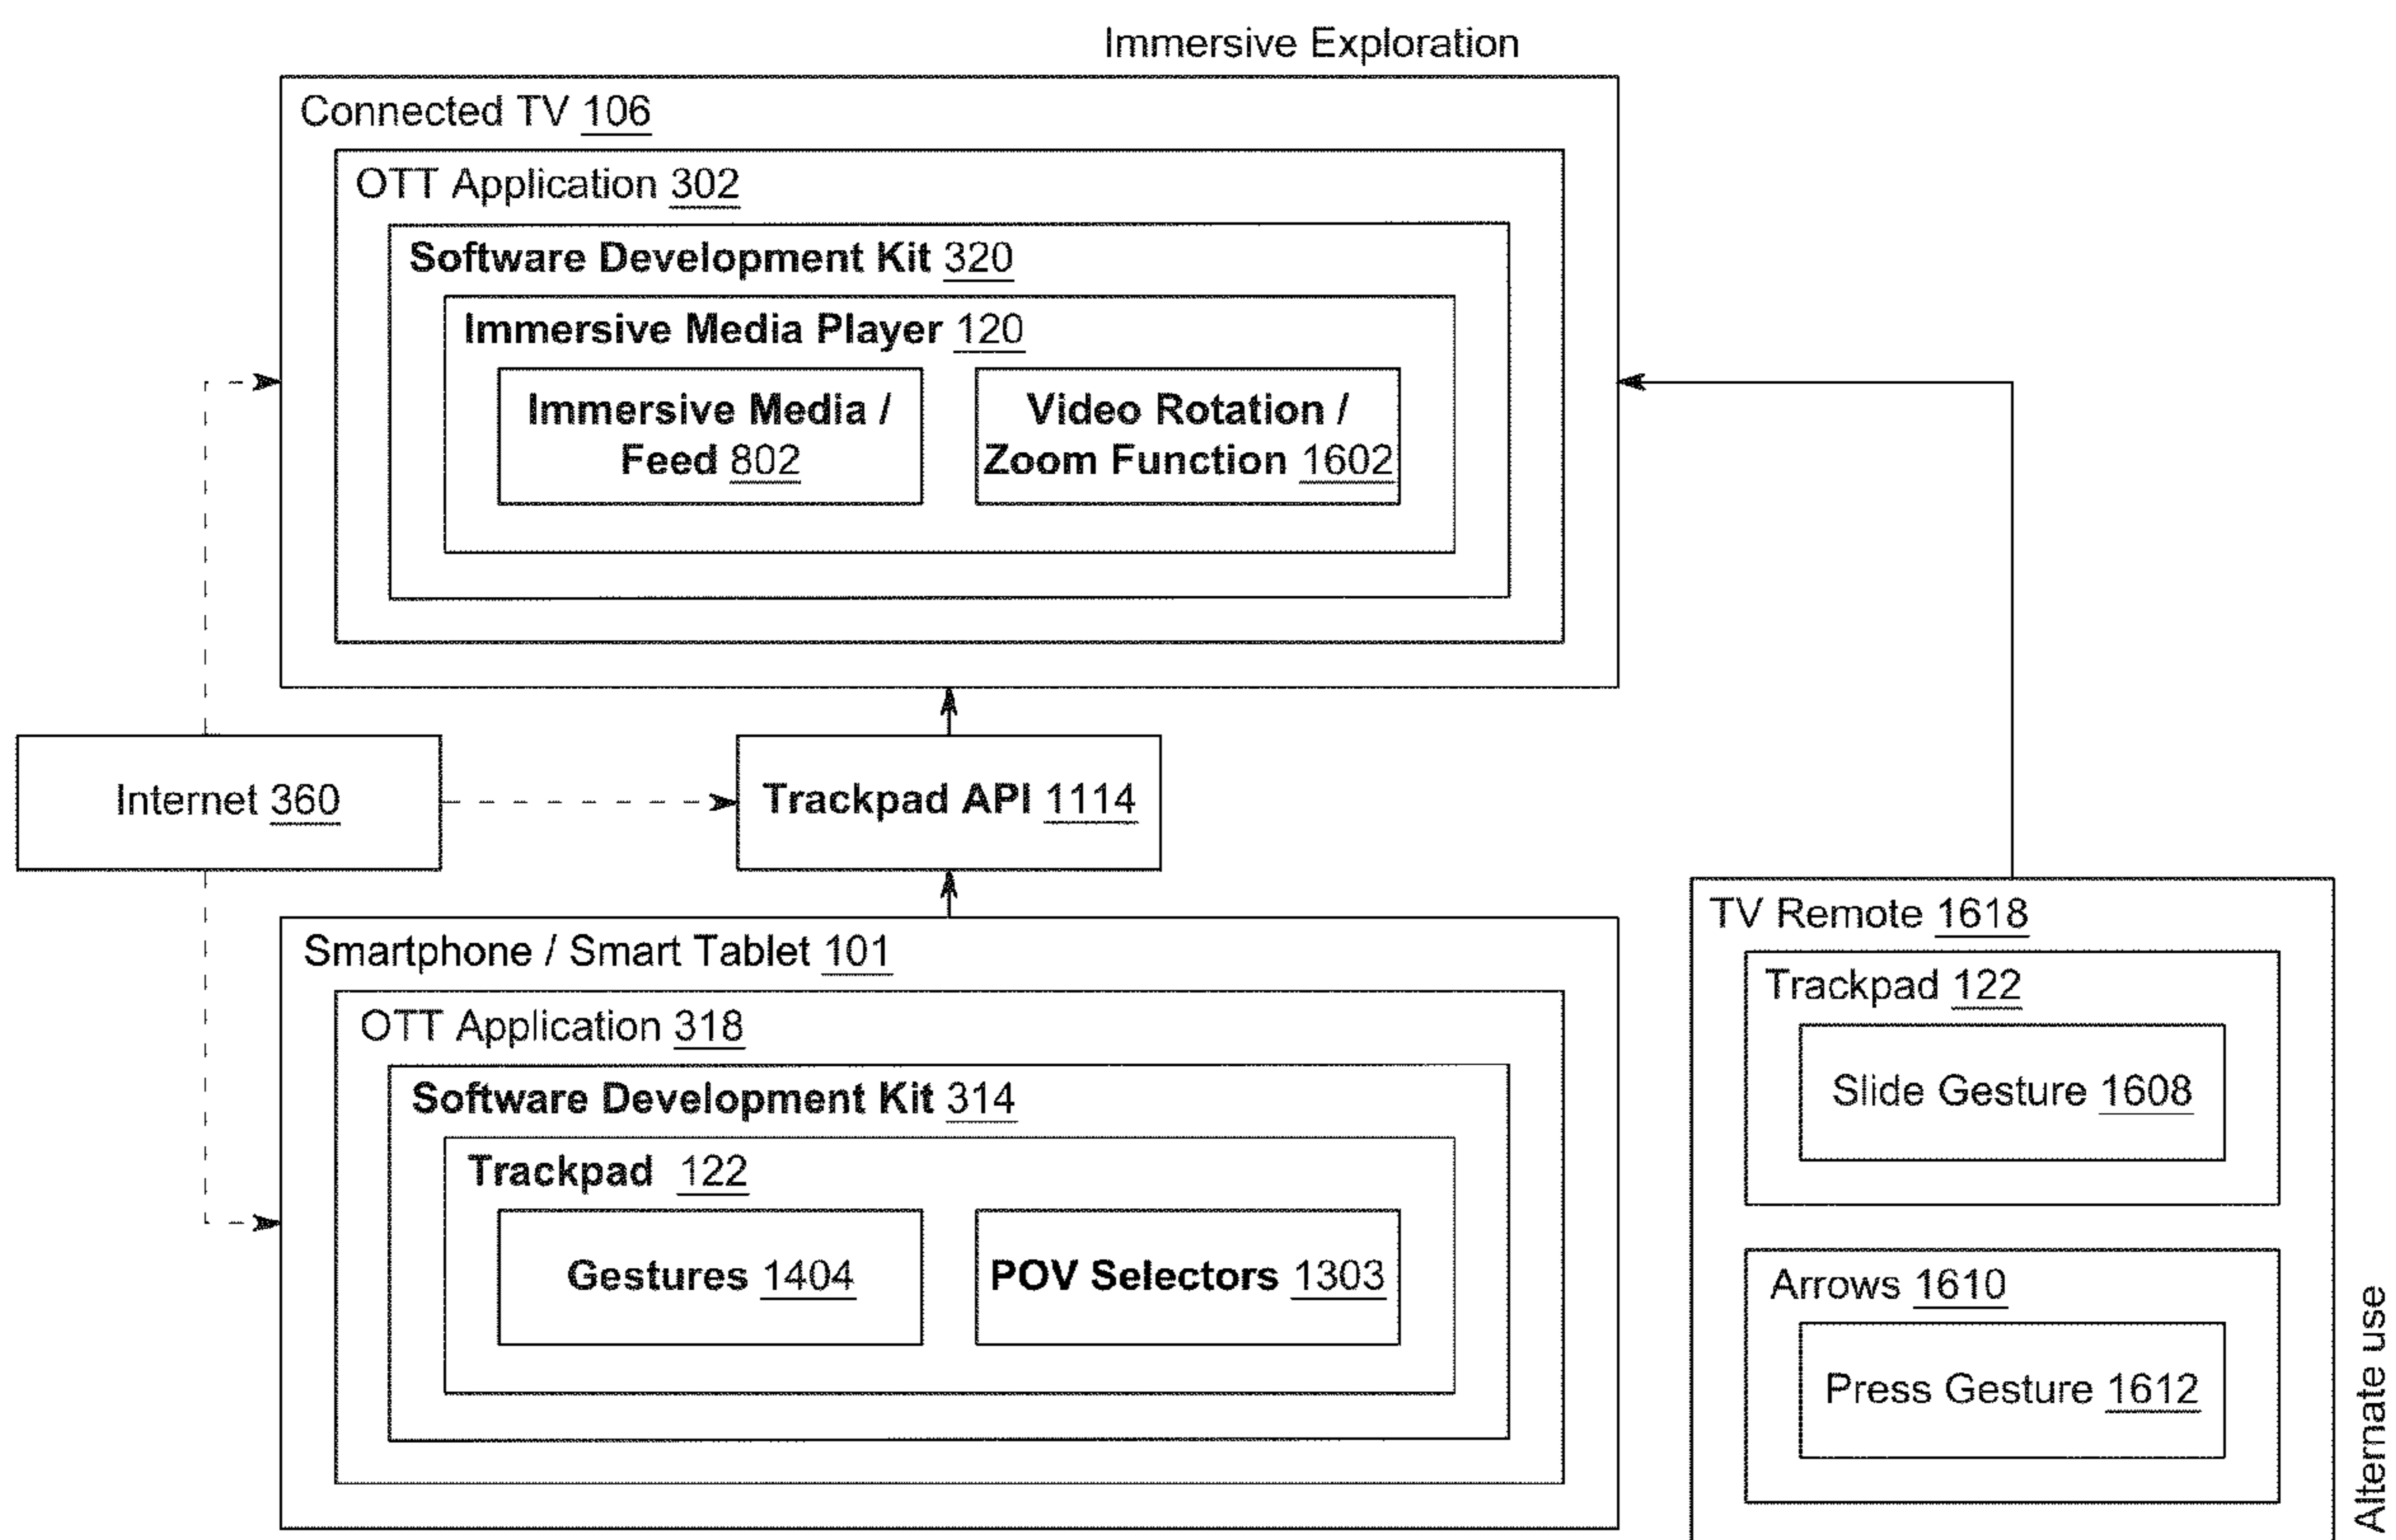 Immersive Exploration
Connected TV 106
OTT Application 302
Software Development Kit 320
Immersive Media Player 120
Immersive Media /
Feed 802
Video Rotation /
Zoom Function 1602
Internet 360
Trackpad API 1114
Smartphone / Smart Tablet 101
OTT Application 318
Software Development Kit 314
Trackpad 122
Gestures 1404
POV Selectors 1303
TV Remote 1618
Trackpad 122
Slide Gesture 1608
Arrows 1610
Press Gesture 1612
Alternate use